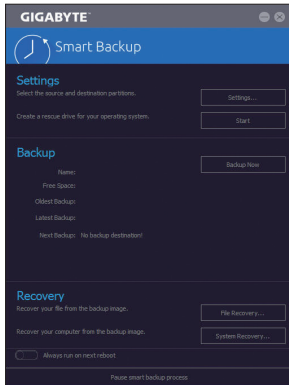 GIGABYTE™
Smart Backup
Settings
Select the source and destination partitions.
Settings...
Create a rescue drive for your operating system.
Start
Backup
Backup Now
Name:
Free Space:
Oldest Backup:
Latest Backup:
Next Backup: No backup destination!
Recovery
Recover your file from the backup image.
File Recovery...
Recover your computer from the backup image.
System Recovery...
Always run on next reboot
Pause smart backup process